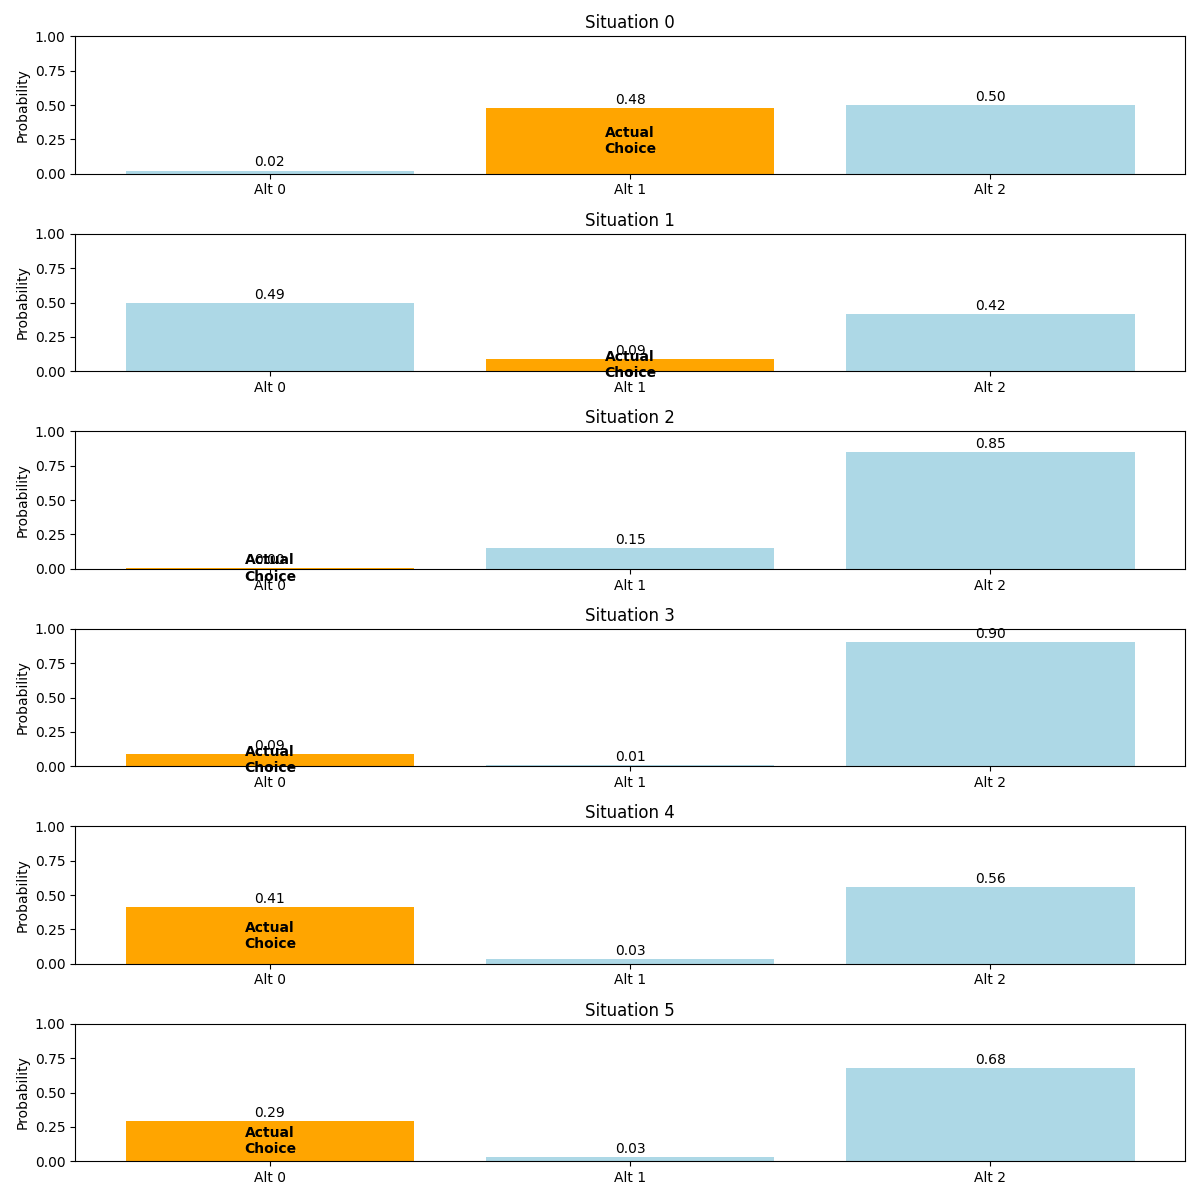 Situation 0
1.00
0.75
0.50
0.25
0.00
Probability
0.02
0.48
0.50
Actual
Choice
Alt 0
Alt 1
Alt 2
Situation 1
1.00
0.75
0.50
0.25
0.00
Probability
0.49
0.09
0.42
Actual
Choice
Alt 0
Alt 1
Alt 2
Situation 2
1.00
0.75
0.50
0.25
0.00
Probability
0.00
0.15
0.85
Actual
Choice
Alt 0
Alt 1
Alt 2
Situation 3
1.00
0.75
0.50
0.25
0.00
Probability
0.09
0.01
0.90
Actual
Choice
Alt 0
Alt 1
Alt 2
Situation 4
1.00
0.75
0.50
0.25
0.00
Probability
0.41
0.03
0.56
Actual
Choice
Alt 0
Alt 1
Alt 2
Situation 5
1.00
0.75
0.50
0.25
0.00
Probability
0.29
0.03
0.68
Actual
Choice
Alt 0
Alt 1
Alt 2